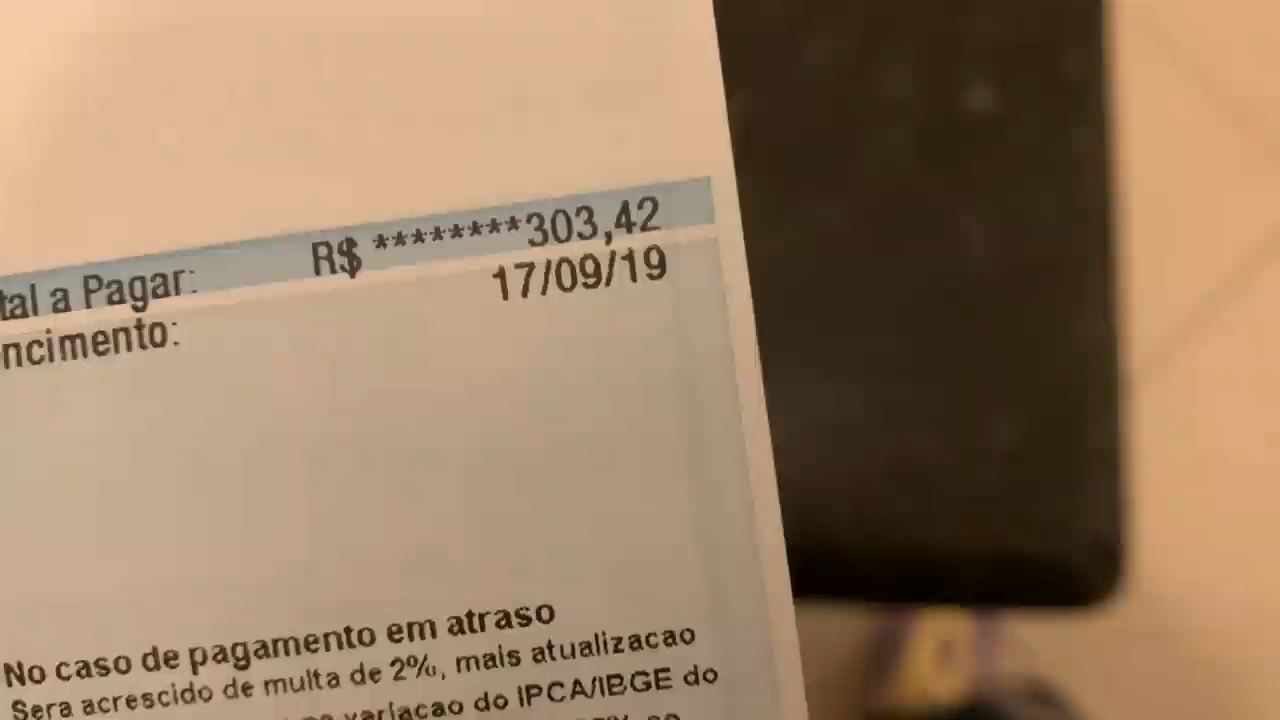 tal a Pagar: R$ ********303,42
ncimento: 17/09/19
No caso de pagamento em atraso
Sera acrescido de multa de 2%, mais atualizacao
variacao do IPCA/IBGE do